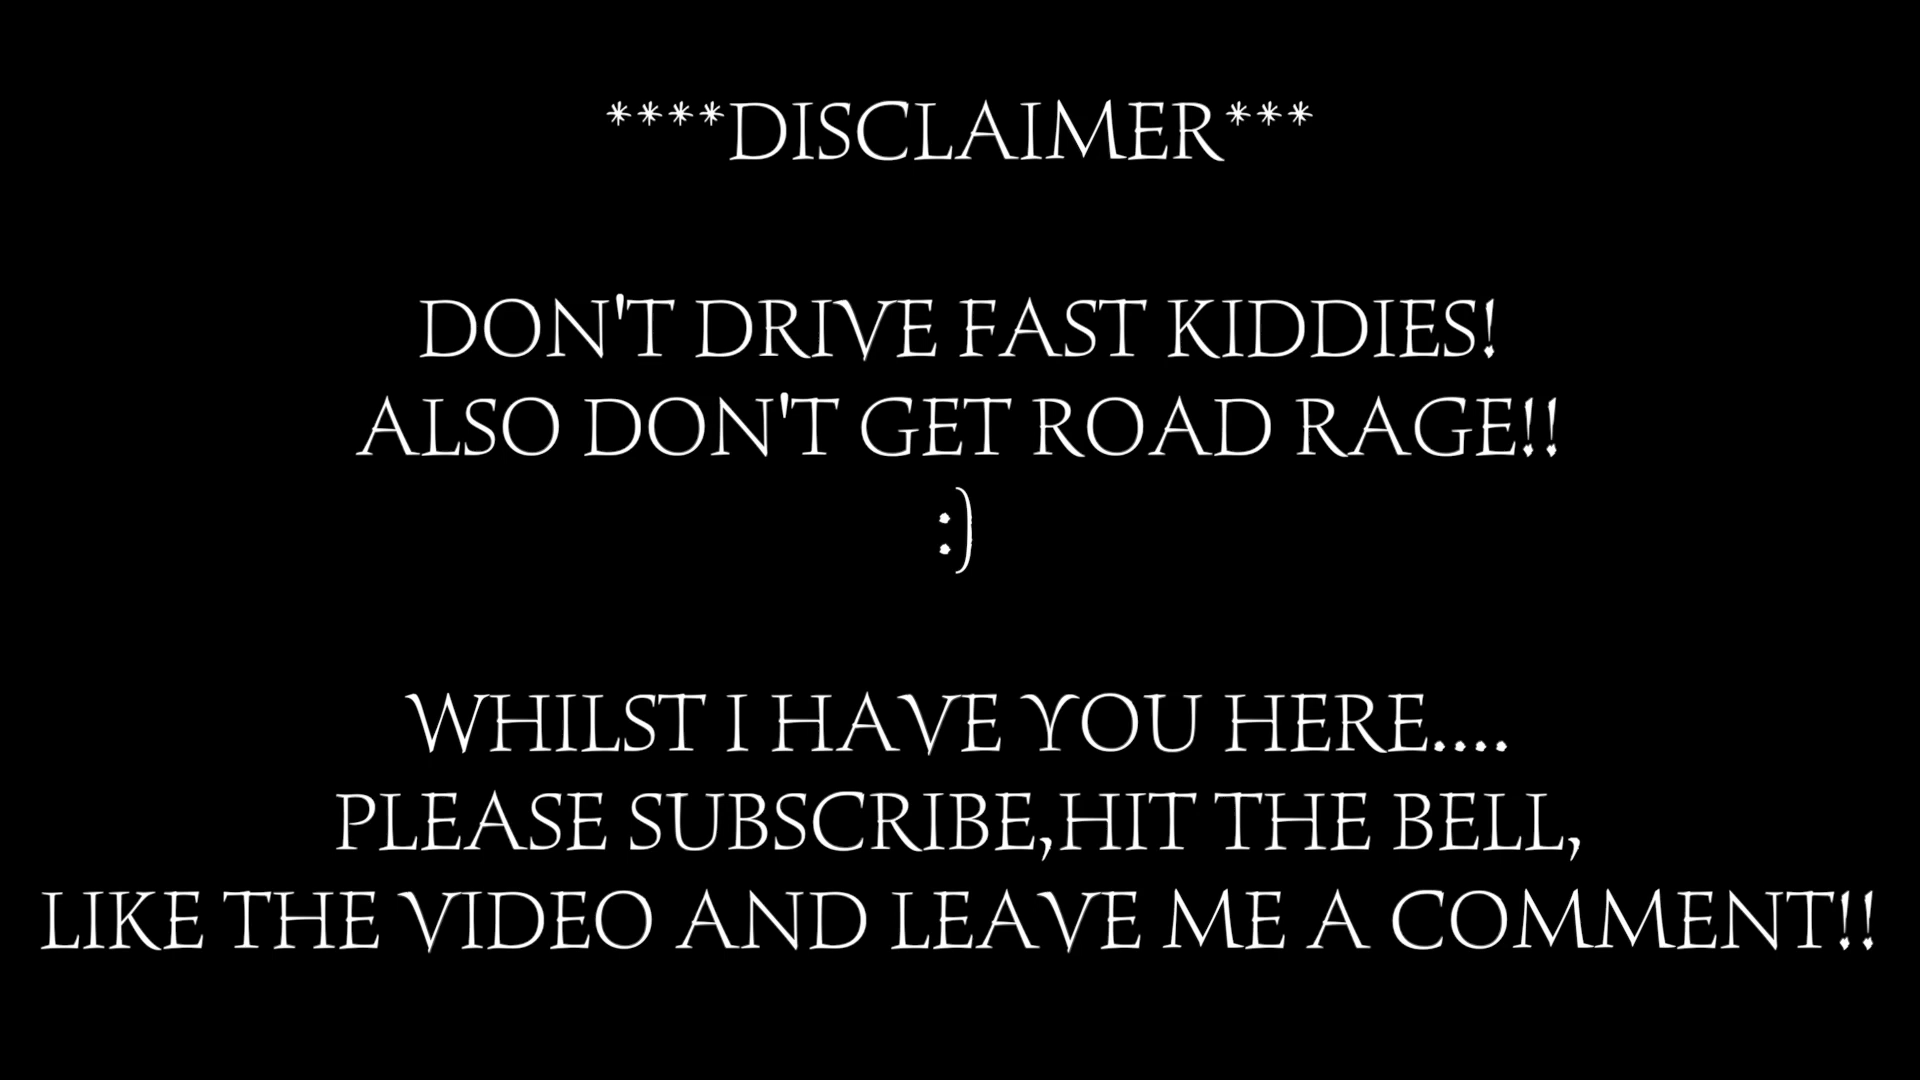 ****DISCLAIMER***
DON'T DRIVE FAST KIDDIES!
ALSO DON'T GET ROAD RAGE!!
:)
WHILST I HAVE YOU HERE....
PLEASE SUBSCRIBE,HIT THE BELL,
LIKE THE VIDEO AND LEAVE ME A COMMENT!!